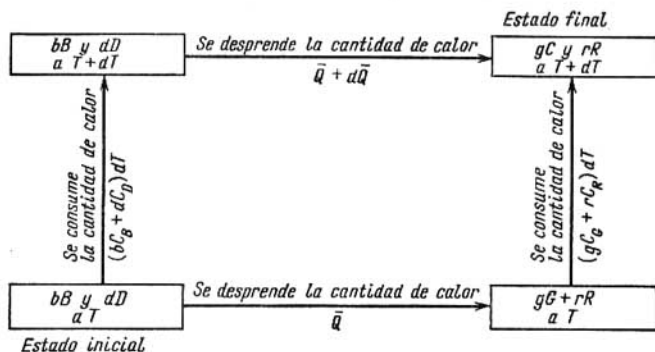 Estado final
bB y dD
a T+dT
Se desprende la cantidad de calor
Q̄ + dQ̄
gC y rR
a T+dT
Se consume
la cantidad de calor
(bC_B + dC_D)dT
Se consume
la cantidad de calor
(gC_G + rC_R)dT
bB y dD
a T
Se desprende la cantidad de calor
Q̄
gG+rR
a T
Estado inicial